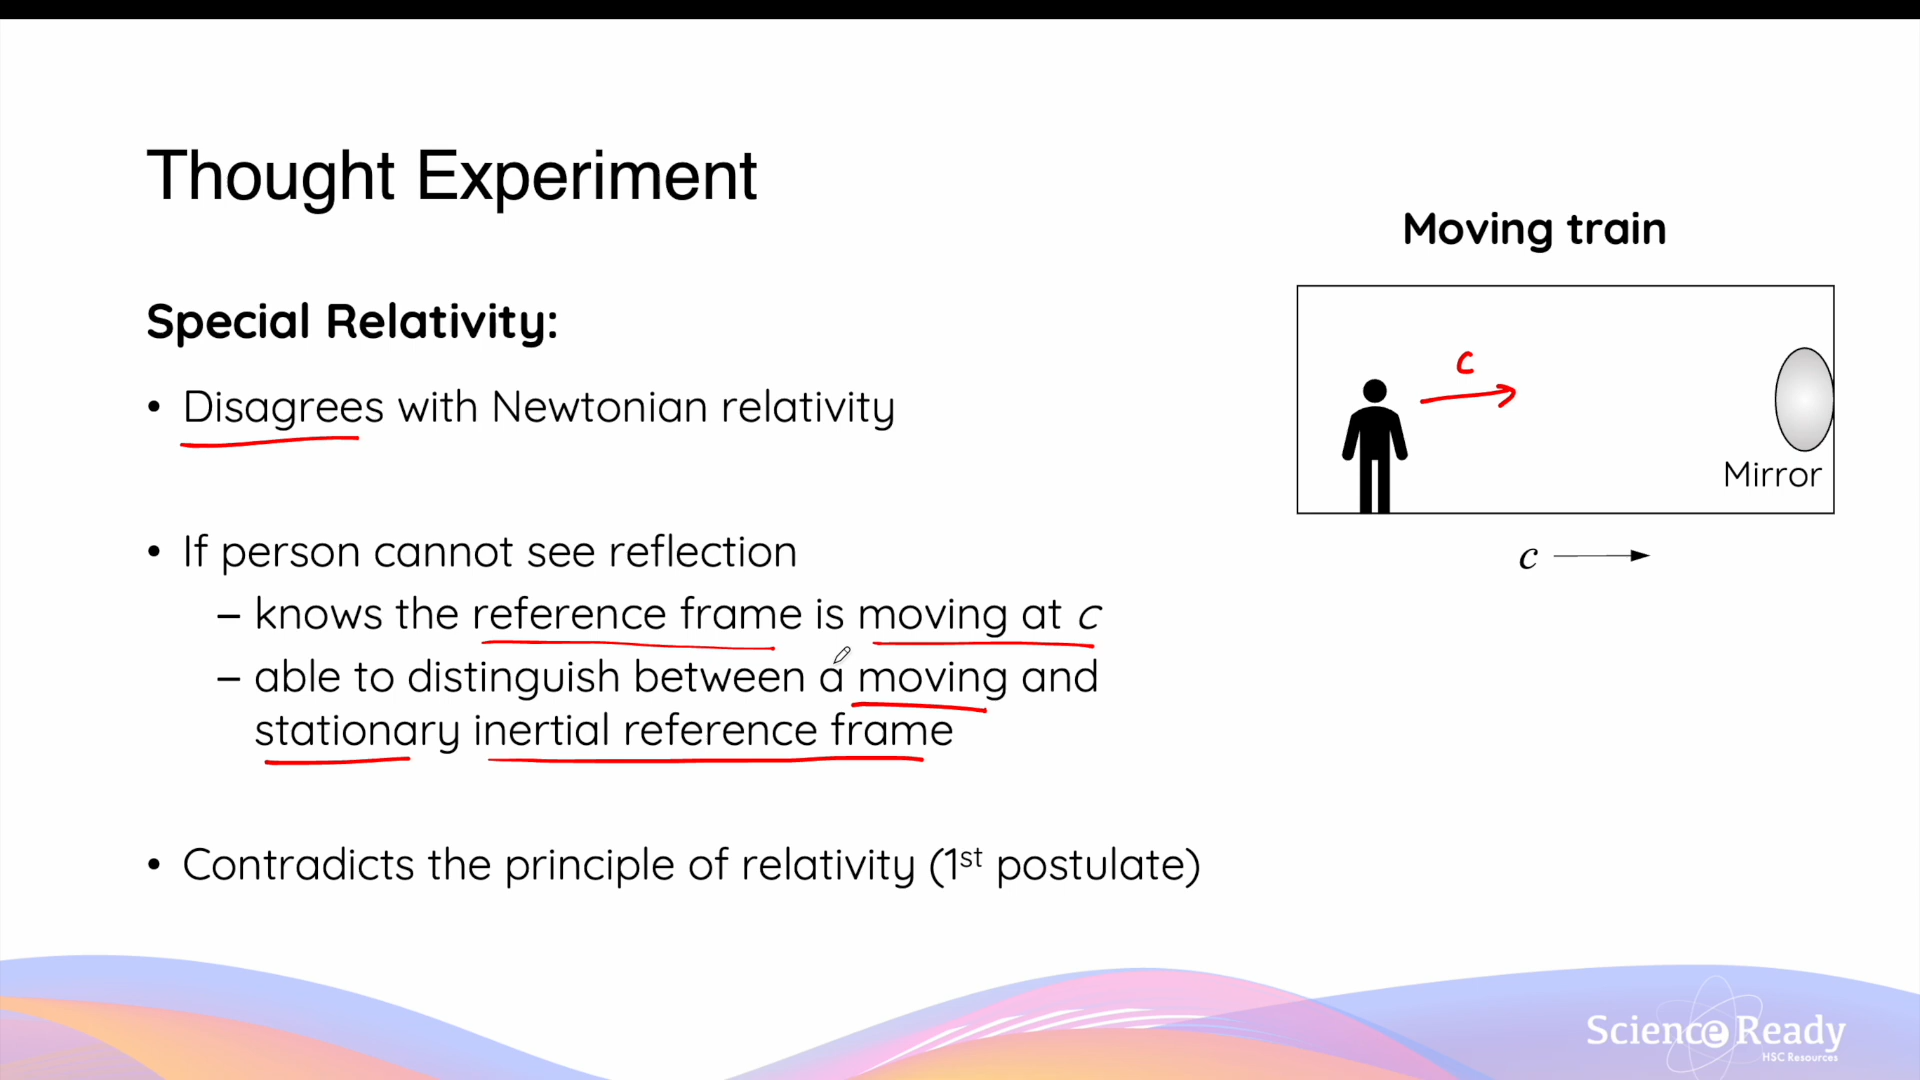 Thought Experiment
Moving train
Special Relativity:
c
• Disagrees with Newtonian relativity
Mirror
• If person cannot see reflection
c
– knows the reference frame is moving at c
– able to distinguish between a moving and
stationary inertial reference frame
• Contradicts the principle of relativity (1st postulate)
Science Ready
HSC Resources